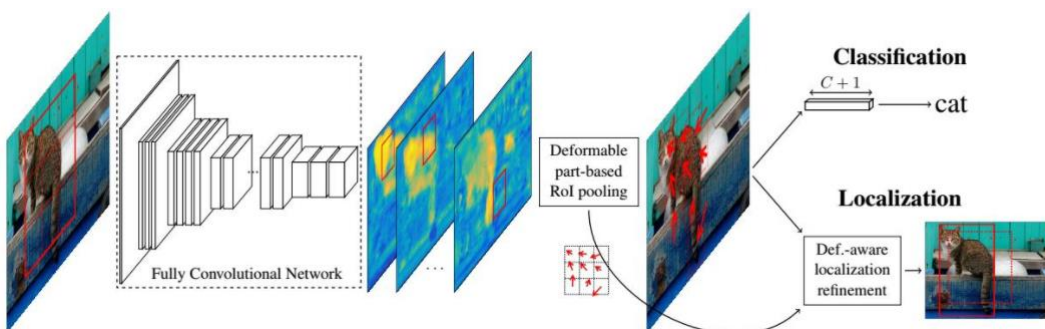 Fully Convolutional Network
...
...
Deformable
part-based
RoI pooling
Classification
C + 1
cat
Localization
Def.-aware
localization
refinement